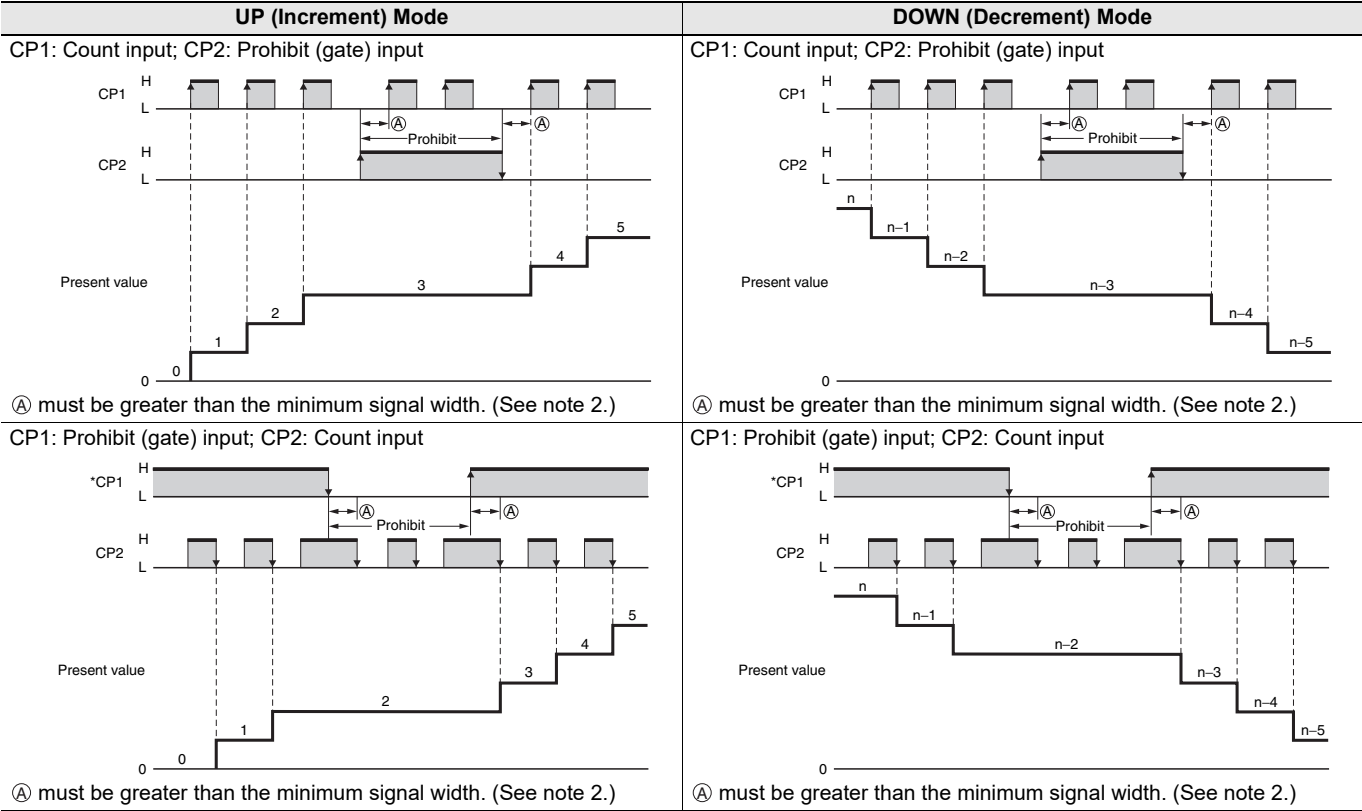 UP (Increment) Mode
DOWN (Decrement) Mode
CP1: Count input; CP2: Prohibit (gate) input
H
CP1
L
Ⓐ
Ⓐ
Prohibit
H
CP2
L
5
4
Present value
3
2
1
0
0
Ⓐ must be greater than the minimum signal width. (See note 2.)
CP1: Count input; CP2: Prohibit (gate) input
H
CP1
L
Ⓐ
Ⓐ
Prohibit
H
CP2
L
n
n–1
n–2
Present value
n–3
n–4
n–5
0
Ⓐ must be greater than the minimum signal width. (See note 2.)
CP1: Prohibit (gate) input; CP2: Count input
H
*CP1
L
Ⓐ
Ⓐ
Prohibit
H
CP2
L
5
4
Present value
3
2
1
0
0
Ⓐ must be greater than the minimum signal width. (See note 2.)
CP1: Prohibit (gate) input; CP2: Count input
H
*CP1
L
Ⓐ
Ⓐ
Prohibit
H
CP2
L
n
n–1
n–2
Present value
n–3
n–4
n–5
0
Ⓐ must be greater than the minimum signal width. (See note 2.)